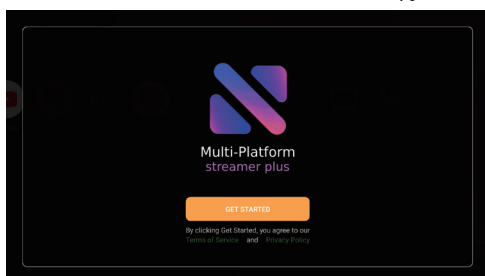 Multi-Platform
streamer plus
GET STARTED
By clicking Get Started, you agree to our
Terms of Service and Privacy Policy